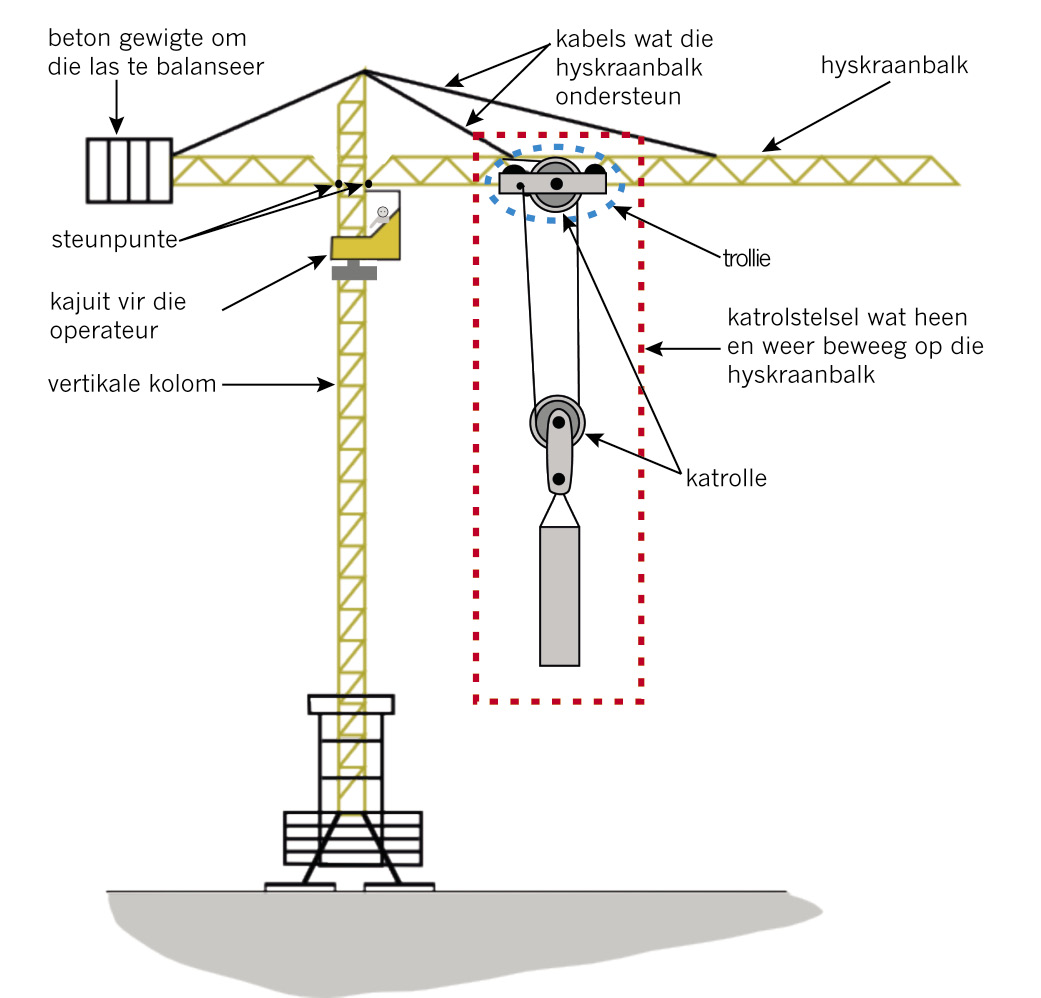 beton gewigte om
die las te balanseer
kabels wat die
hyskraanbalk
ondersteun
hyskraanbalk
steunpunte
trollie
kajuit vir die
operateur
katrolstelsel wat heen
en weer beweeg op die
hyskraanbalk
vertikale kolom
katrolle